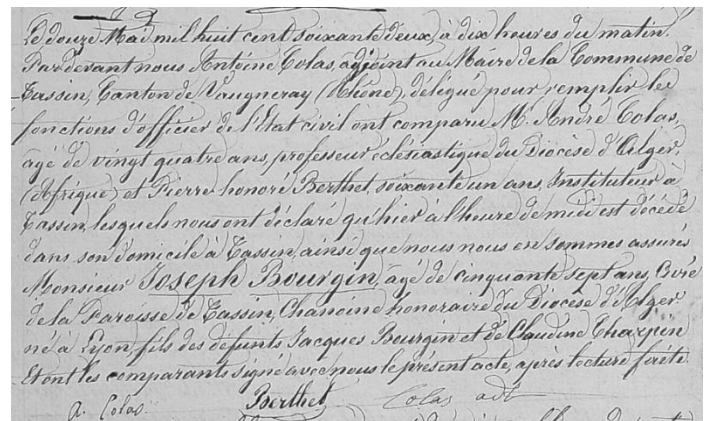 Le douze Mai mil huit cent soixante deux, à dix heures du matin.
Pardevant nous Antoine Colas, adjoint au Maire de la Commune de
Tassin, Canton de Vaugneray (Rhône), délégué pour remplir les
fonctions d'officier de l'Etat civil ont comparu Mr. André Colas,
agé de vingt quatre ans, professeur éclésiastique du Diocèse d'Alger,
(Afrique) et Pierre honoré Berthet, soixante un ans, Instituteur à
Tassin, lesquels nous ont déclaré qu'hier à l'heure de midi est décédé
dans son domicile à Tassin, ainsi que nous nous en sommes assurés
Monsieur Joseph Bourgin, agé de cinquante sept ans, Curé
de la Paroisse de Tassin, Chanoine honoraire du Diocèse d'Alger
né à Lyon fils des défunts Jacques Bourgin et de Claudine Charpin
Et ont les comparants signé avec nous le présent acte, après lecture faite.
a. Colas. Berthet Colas adt